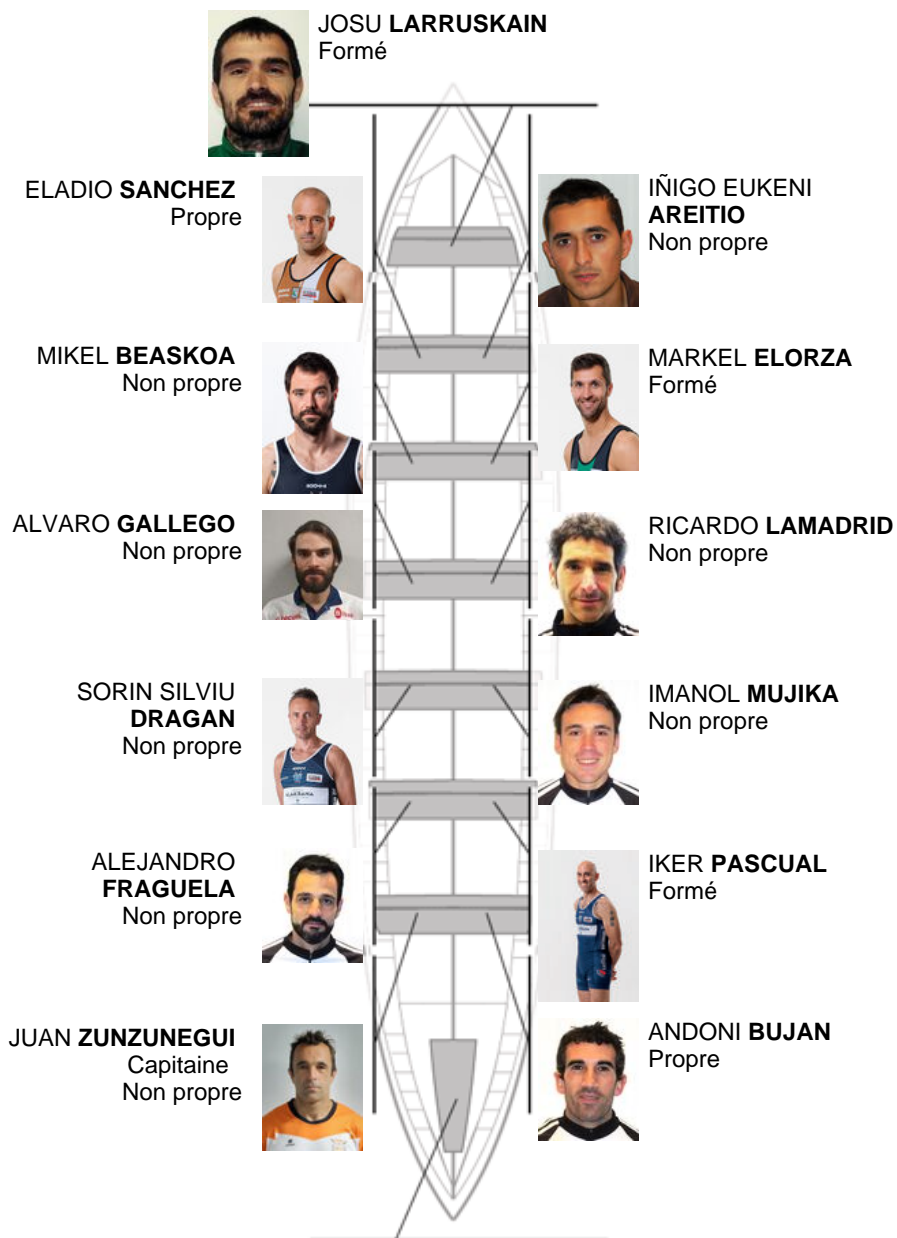 JOSU LARRUSKAIN
Formé
ELADIO SANCHEZ
Propre
IÑIGO EUKENI
AREITIO
Non propre
MIKEL BEASKOA
Non propre
MARKEL ELORZA
Formé
ALVARO GALLEGO
Non propre
RICARDO LAMADRID
Non propre
SORIN SILVIU
DRAGAN
Non propre
IMANOL MUJIKA
Non propre
ALEJANDRO
FRAGUELA
Non propre
IKER PASCUAL
Formé
JUAN ZUNZUNEGUI
Capitaine
Non propre
ANDONI BUJAN
Propre